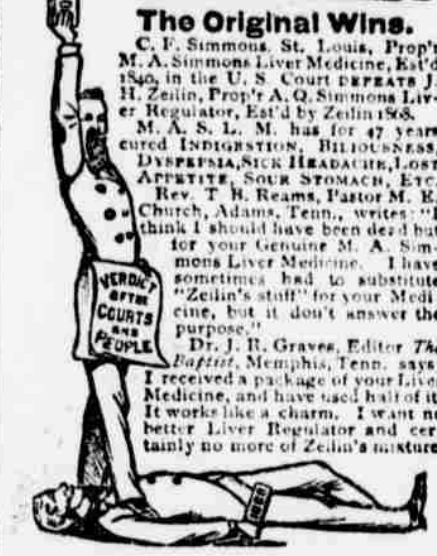 The Original Wins.
C. F. Simmons, St. Louis, Prop'r
M. A. Simmons Liver Medicine, Est'd
1840, in the U. S. Court DEFEATS J.
H. Zeilin, Prop'r A. Q. Simmons Liv-
er Regulator, Est'd by Zeilin 1868.
M. A. S. L. M. has for 47 years
cured INDIGESTION, BILIOUSNESS,
DYSPEPSIA, SICK HEADACHE, LOST
APPETITE, SOUR STOMACH, ETC.
Rev. T. B. Reams, Pastor M. E.
Church, Adams, Tenn., writes: "I
think I should have been dead but
for your Genuine M. A. Sim-
mons Liver Medicine. I have
sometimes had to substitute
"Zeilin's stuff" for your Medi-
cine, but it don't answer the
purpose."
Dr. J. R. Graves, Editor The
Baptist, Memphis, Tenn. says:
I received a package of your Liver
Medicine, and have used half of it.
It works like a charm. I want no
better Liver Regulator and cer-
tainly no more of Zeilin's mixture.
VERDICT
OF THE
COURTS
AND
PEOPLE